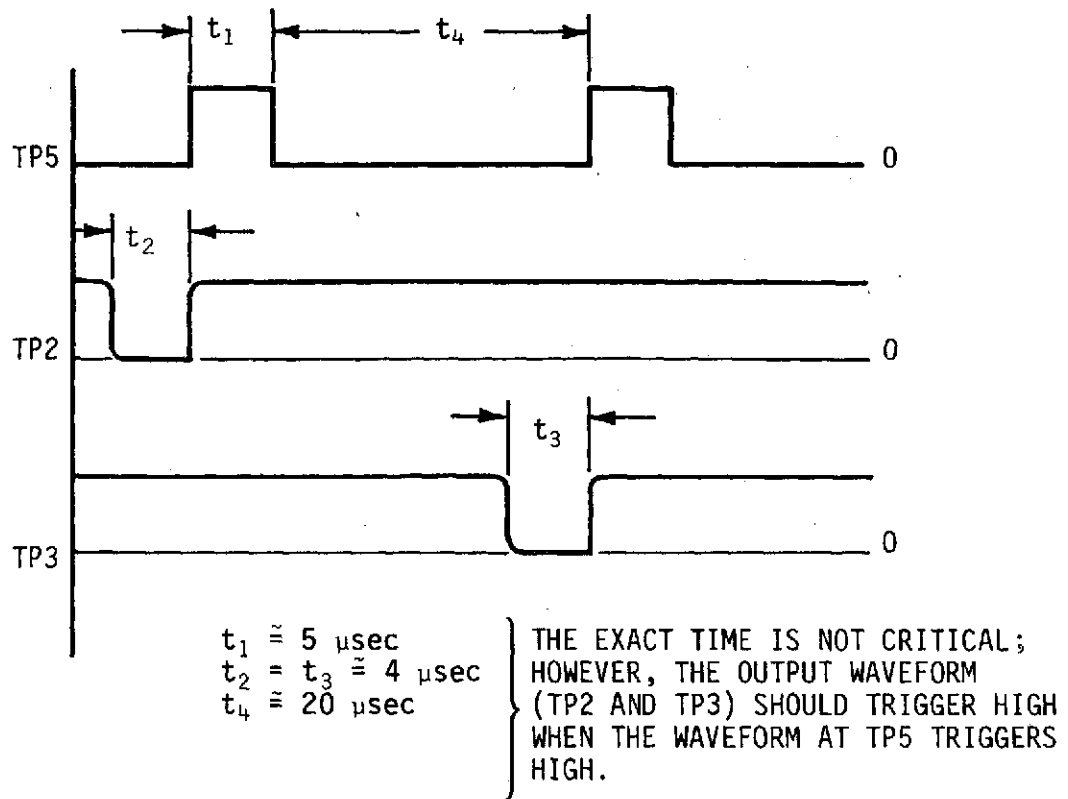 t₁
t₄
TP5
0
t₂
TP2
0
t₃
TP3
0
t₁ ≅ 5 μsec
t₂ = t₃ ≅ 4 μsec
t₄ ≅ 20 μsec
THE EXACT TIME IS NOT CRITICAL;
HOWEVER, THE OUTPUT WAVEFORM
(TP2 AND TP3) SHOULD TRIGGER HIGH
WHEN THE WAVEFORM AT TP5 TRIGGERS
HIGH.